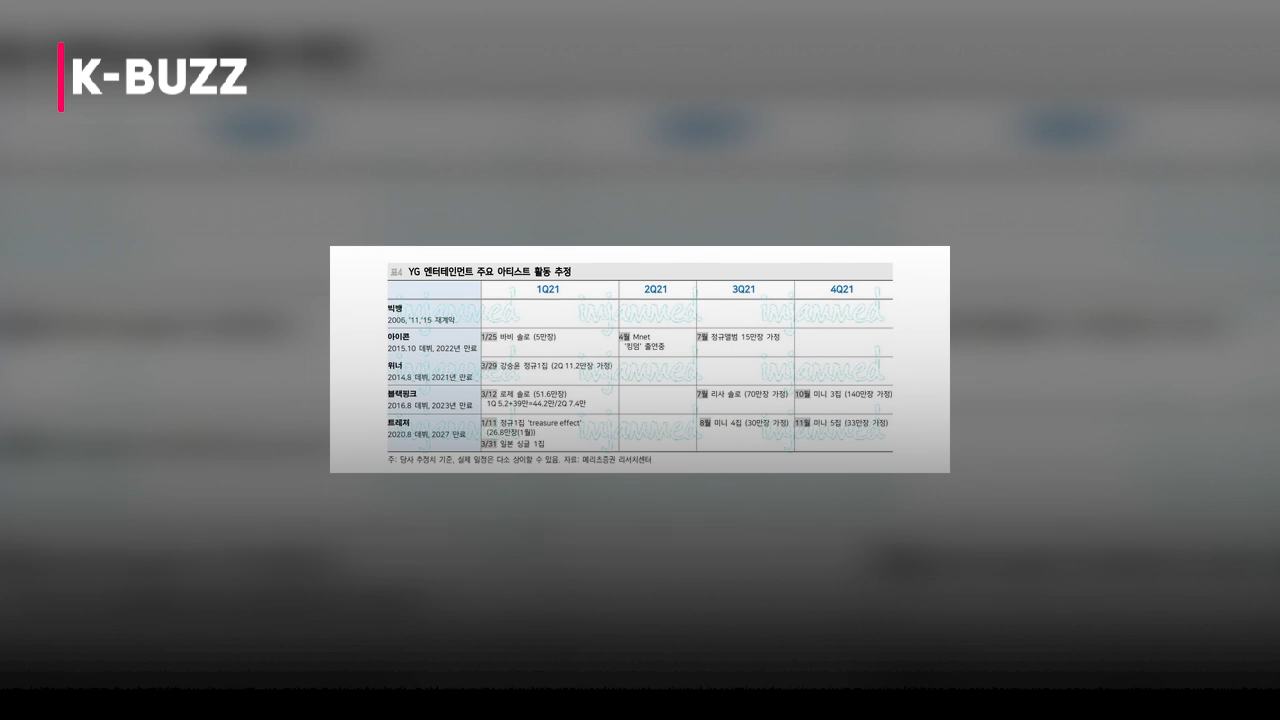 K-BUZZ
표4 YG 엔터테인먼트 주요 아티스트 활동 추정
1Q21 2Q21 3Q21 4Q21
빅뱅
2006, '11,'15 재계약
아이콘 1/25 바비 솔로 (5만장) 4월 Mnet 7월 정규앨범 15만장 가정
2015.10 데뷔, 2022년 만료 '킹덤' 출연중
위너 3/29 강승윤 정규1집 (2Q 11.2만장 가정)
2014.8 데뷔, 2021년 만료
블랙핑크 3/12 로제 솔로 (51.6만장) 7월 리사 솔로 (70만장 가정) 10월 미니 3집 (140만장 가정)
2016.8 데뷔, 2023년 만료 1Q 5.2+39만=44.2만/2Q 7.4만
트레저 1/11 정규1집 'treasure effect' 8월 미니 4집 (30만장 가정) 11월 미니 5집 (33만장 가정)
2020.8 데뷔, 2027 만료 (26.8만장(1월))
3/31 일본 싱글 1집
주: 당사 추정치 기준, 실제 일정은 다소 상이할 수 있음. 자료: 메리츠증권 리서치센터
injammed injammed injammed
injammed injammed injammed
injammed injammed injammed